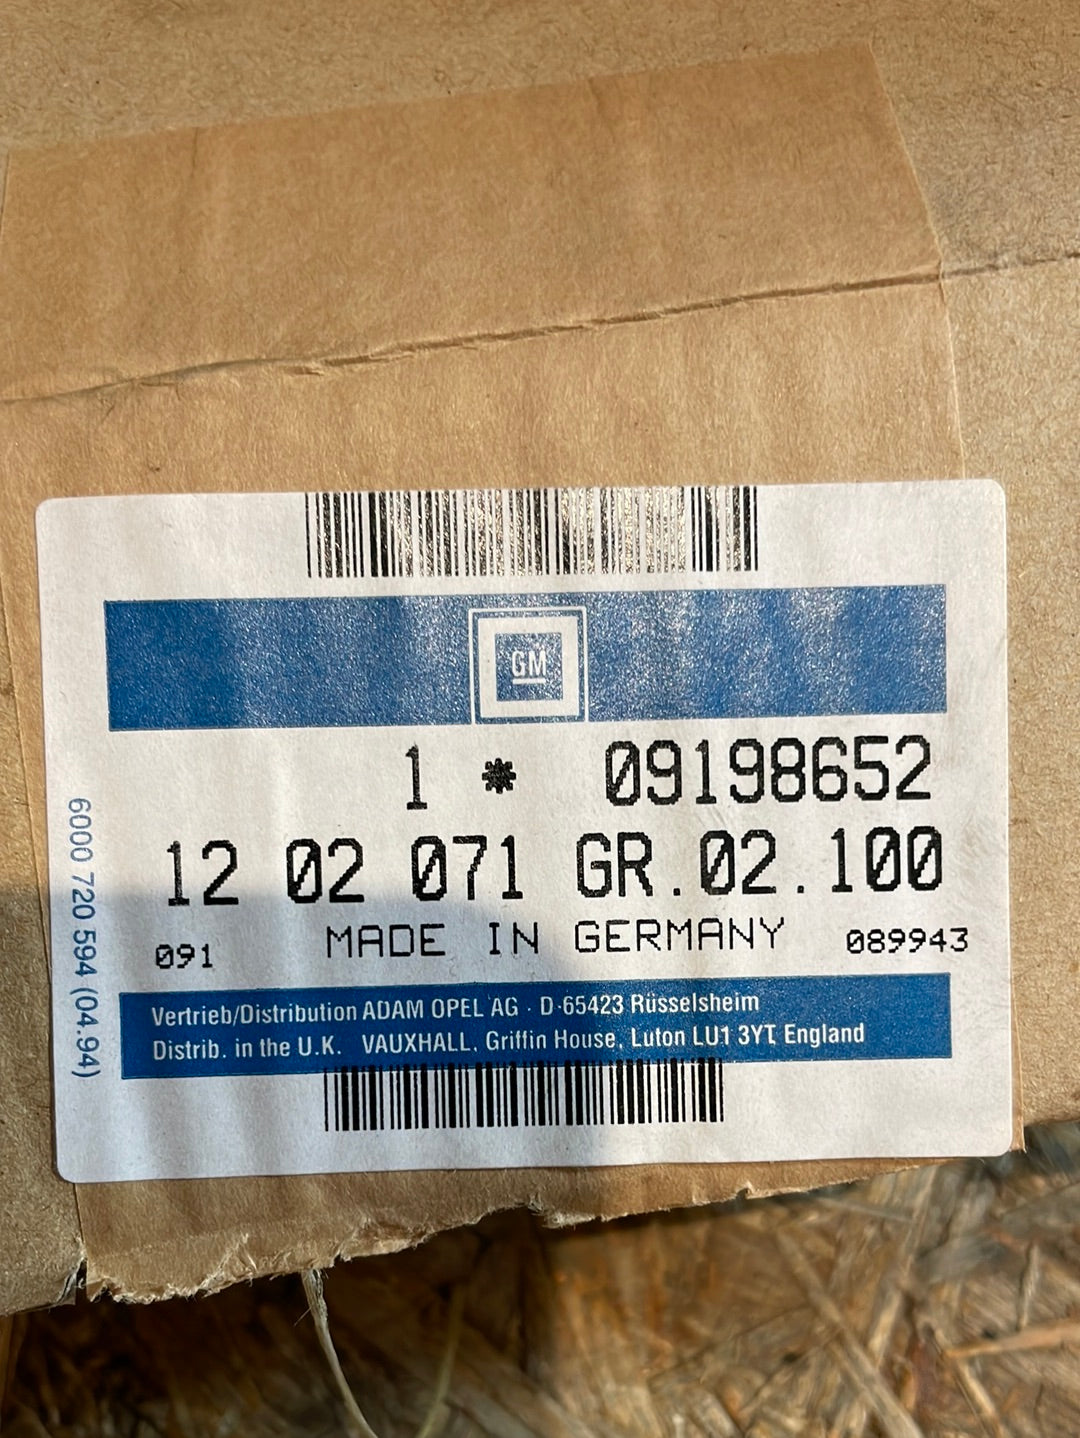 GM
1 * 09198652
12 02 071 GR.02.100
091 MADE IN GERMANY 089943
Vertrieb/Distribution ADAM OPEL AG · D-65423 Rüsselsheim
Distrib. in the U.K. VAUXHALL, Griffin House, Luton LU1 3YT England
6000 720 594 (04.94)